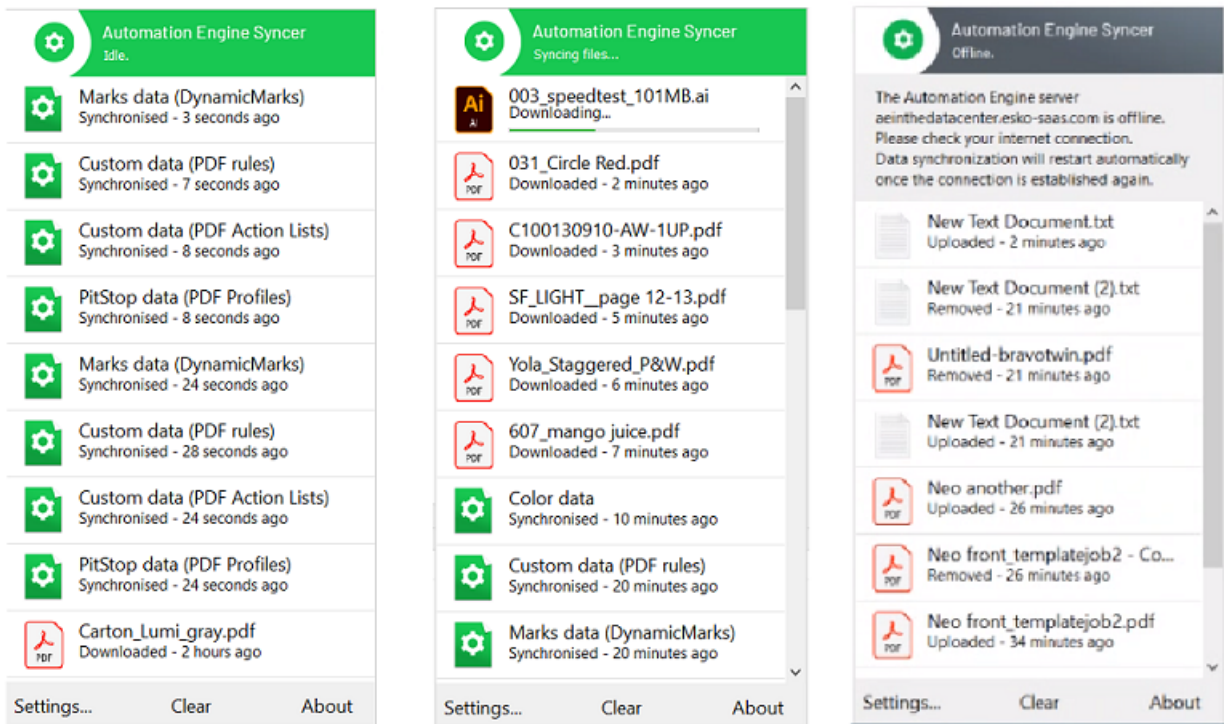 Automation Engine Syncer
Idle.
Marks data (DynamicMarks)
Synchronised - 3 seconds ago
Custom data (PDF rules)
Synchronised - 7 seconds ago
Custom data (PDF Action Lists)
Synchronised - 8 seconds ago
PitStop data (PDF Profiles)
Synchronised - 8 seconds ago
Marks data (DynamicMarks)
Synchronised - 24 seconds ago
Custom data (PDF rules)
Synchronised - 28 seconds ago
Custom data (PDF Action Lists)
Synchronised - 24 seconds ago
PitStop data (PDF Profiles)
Synchronised - 24 seconds ago
PDF
Carton_Lumi_gray.pdf
Downloaded - 2 hours ago
Settings...
Clear
About
Automation Engine Syncer
Syncing files...
Ai
AI
003_speedtest_101MB.ai
Downloading...
PDF
031_Circle Red.pdf
Downloaded - 2 minutes ago
PDF
C100130910-AW-1UP.pdf
Downloaded - 3 minutes ago
PDF
SF_LIGHT__page 12-13.pdf
Downloaded - 5 minutes ago
PDF
Yola_Staggered_P&W.pdf
Downloaded - 6 minutes ago
PDF
607_mango juice.pdf
Downloaded - 7 minutes ago
Color data
Synchronised - 10 minutes ago
Custom data (PDF rules)
Synchronised - 20 minutes ago
Marks data (DynamicMarks)
Synchronised - 20 minutes ago
Settings...
Clear
About
Automation Engine Syncer
Offline.
The Automation Engine server
aeinthedatacenter.esko-saas.com is offline.
Please check your internet connection.
Data synchronization will restart automatically
once the connection is established again.
New Text Document.txt
Uploaded - 2 minutes ago
New Text Document (2).txt
Removed - 21 minutes ago
PDF
Untitled-bravotwin.pdf
Removed - 21 minutes ago
New Text Document (2).txt
Uploaded - 21 minutes ago
PDF
Neo another.pdf
Uploaded - 26 minutes ago
PDF
Neo front_templatejob2 - Co...
Removed - 26 minutes ago
PDF
Neo front_templatejob2.pdf
Uploaded - 34 minutes ago
Settings...
Clear
About